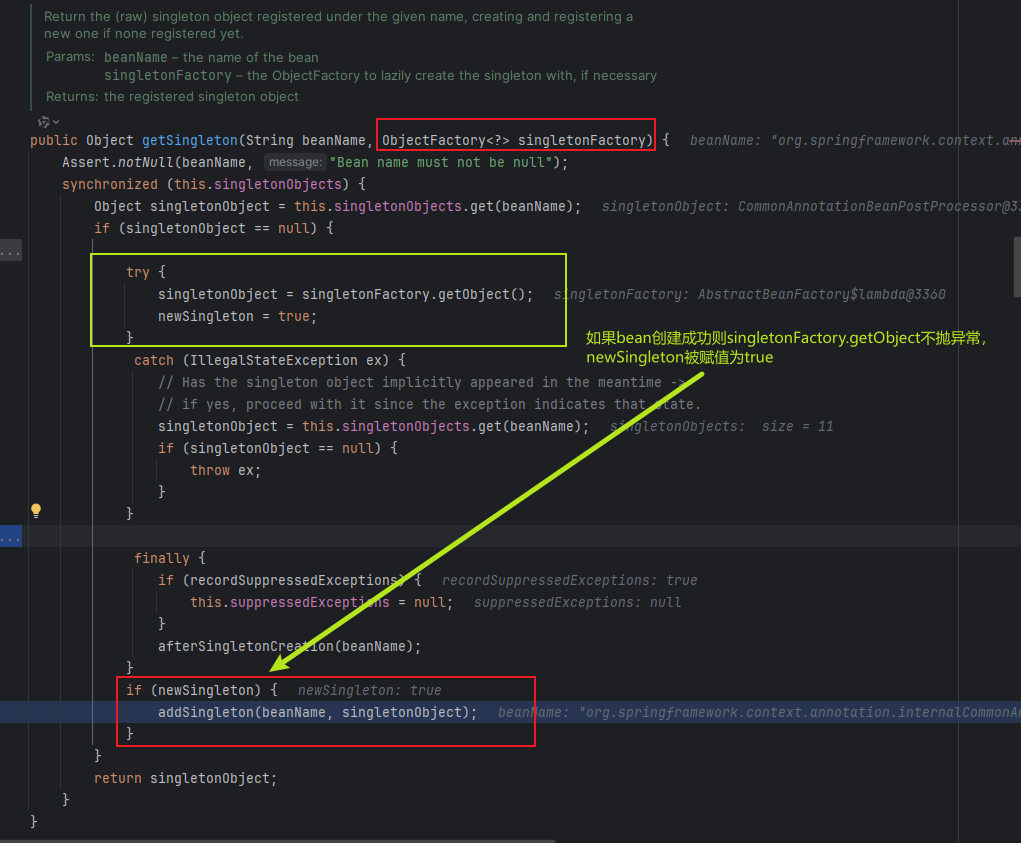 Return the (raw) singleton object registered under the given name, creating and registering a
new one if none registered yet.
Params: beanName – the name of the bean
singletonFactory – the ObjectFactory to lazily create the singleton with, if necessary
Returns: the registered singleton object
public Object getSingleton(String beanName, ObjectFactory<?> singletonFactory) { beanName: "org.springframework.context.ann
Assert.notNull(beanName, message: "Bean name must not be null");
synchronized (this.singletonObjects) {
Object singletonObject = this.singletonObjects.get(beanName); singletonObject: CommonAnnotationBeanPostProcessor@33
if (singletonObject == null) {
...
try {
singletonObject = singletonFactory.getObject(); singletonFactory: AbstractBeanFactory$lambda@3360
newSingleton = true;
}
如果bean创建成功则singletonFactory.getObject不抛异常，
newSingleton被赋值为true
catch (IllegalStateException ex) {
// Has the singleton object implicitly appeared in the meantime ->
// if yes, proceed with it since the exception indicates that state.
singletonObject = this.singletonObjects.get(beanName); singletonObjects: size = 11
if (singletonObject == null) {
throw ex;
}
}
...
finally {
if (recordSuppressedExceptions) { recordSuppressedExceptions: true
this.suppressedExceptions = null; suppressedExceptions: null
}
afterSingletonCreation(beanName);
}
if (newSingleton) { newSingleton: true
addSingleton(beanName, singletonObject); beanName: "org.springframework.context.annotation.internalCommonAn
}
}
return singletonObject;
}
}